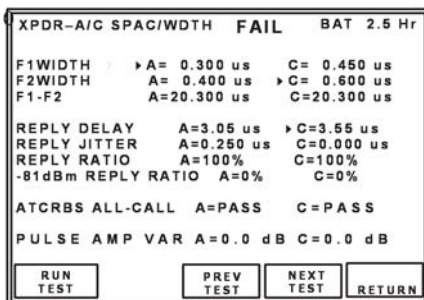 XPDR–A/C SPAC/WDTH FAIL BAT 2.5 Hr
F1WIDTH ▸A= 0.300 us C= 0.450 us
F2WIDTH A= 0.400 us ▸C= 0.600 us
F1-F2 A=20.300 us C=20.300 us
REPLY DELAY A=3.05 us ▸C=3.55 us
REPLY JITTER A=0.250 us C=0.000 us
REPLY RATIO A=100% C=100%
-81dBm REPLY RATIO A=0% C=0%
ATCRBS ALL-CALL A=PASS C=PASS
PULSE AMP VAR A=0.0 dB C=0.0 dB
RUN TEST PREV TEST NEXT TEST RETURN